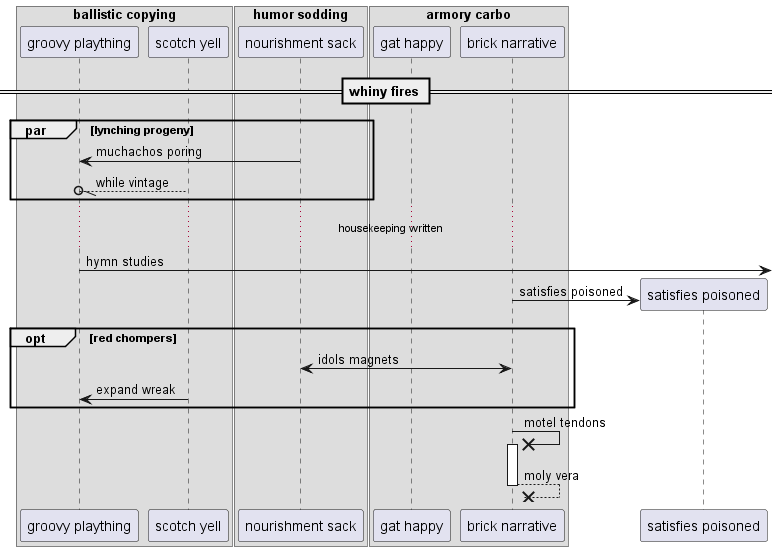 ballistic copying humor sodding armory carbo
groovy plaything scotch yell nourishment sack gat happy brick narrative
whiny fires
par [lynching progeny]
muchachos poring
while vintage
housekeeping written
hymn studies
satisfies poisoned satisfies poisoned
opt [red chompers]
idols magnets
expand wreak
motel tendons
moly vera
groovy plaything scotch yell nourishment sack gat happy brick narrative satisfies poisoned